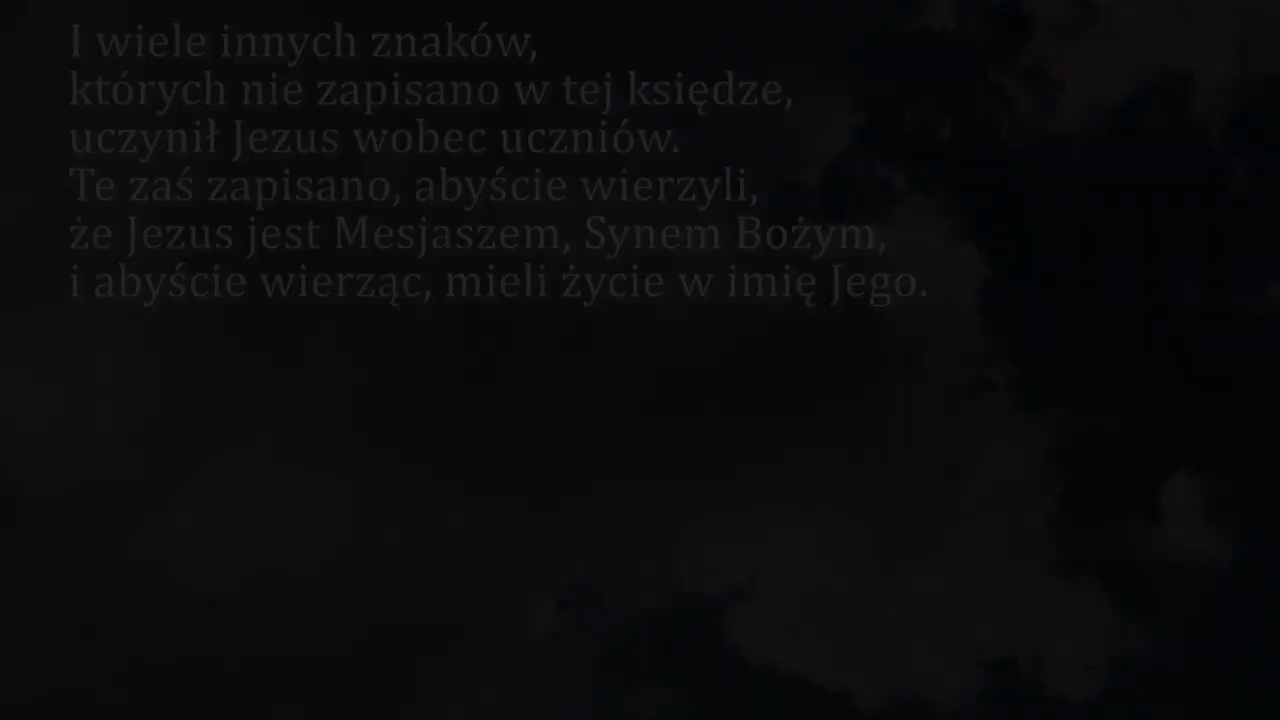 I wiele innych znaków,
których nie zapisano w tej księdze,
uczynił Jezus wobec uczniów.
Te zaś zapisano, abyście wierzyli,
że Jezus jest Mesjaszem, Synem Bożym,
i abyście wierząc, mieli życie w imię Jego.